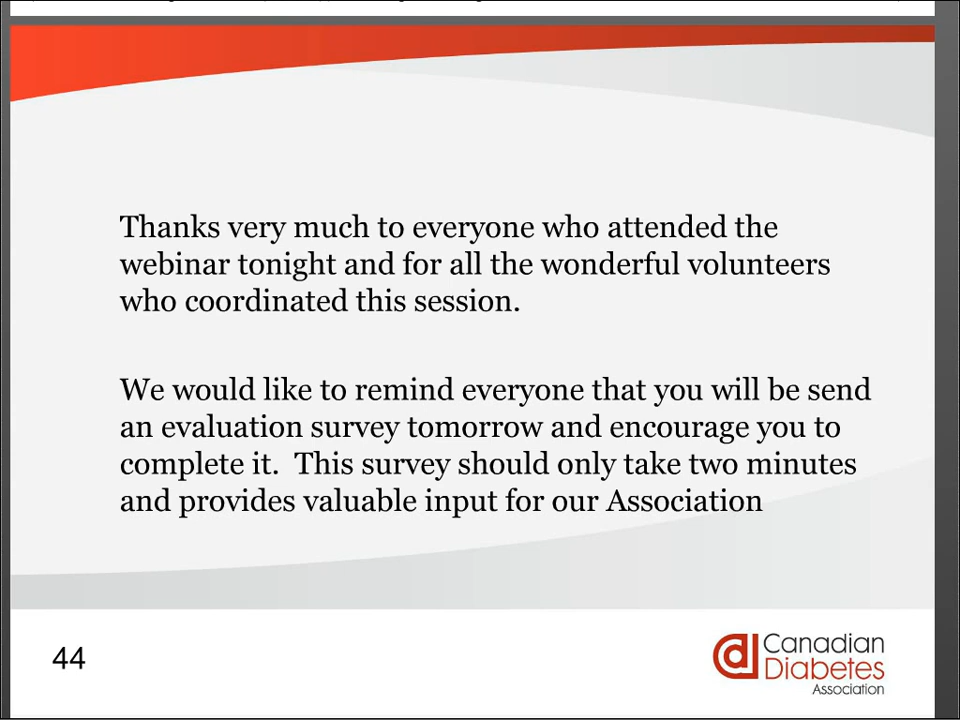 Thanks very much to everyone who attended the
webinar tonight and for all the wonderful volunteers
who coordinated this session.
We would like to remind everyone that you will be send
an evaluation survey tomorrow and encourage you to
complete it.  This survey should only take two minutes
and provides valuable input for our Association
44
Canadian
Diabetes
Association